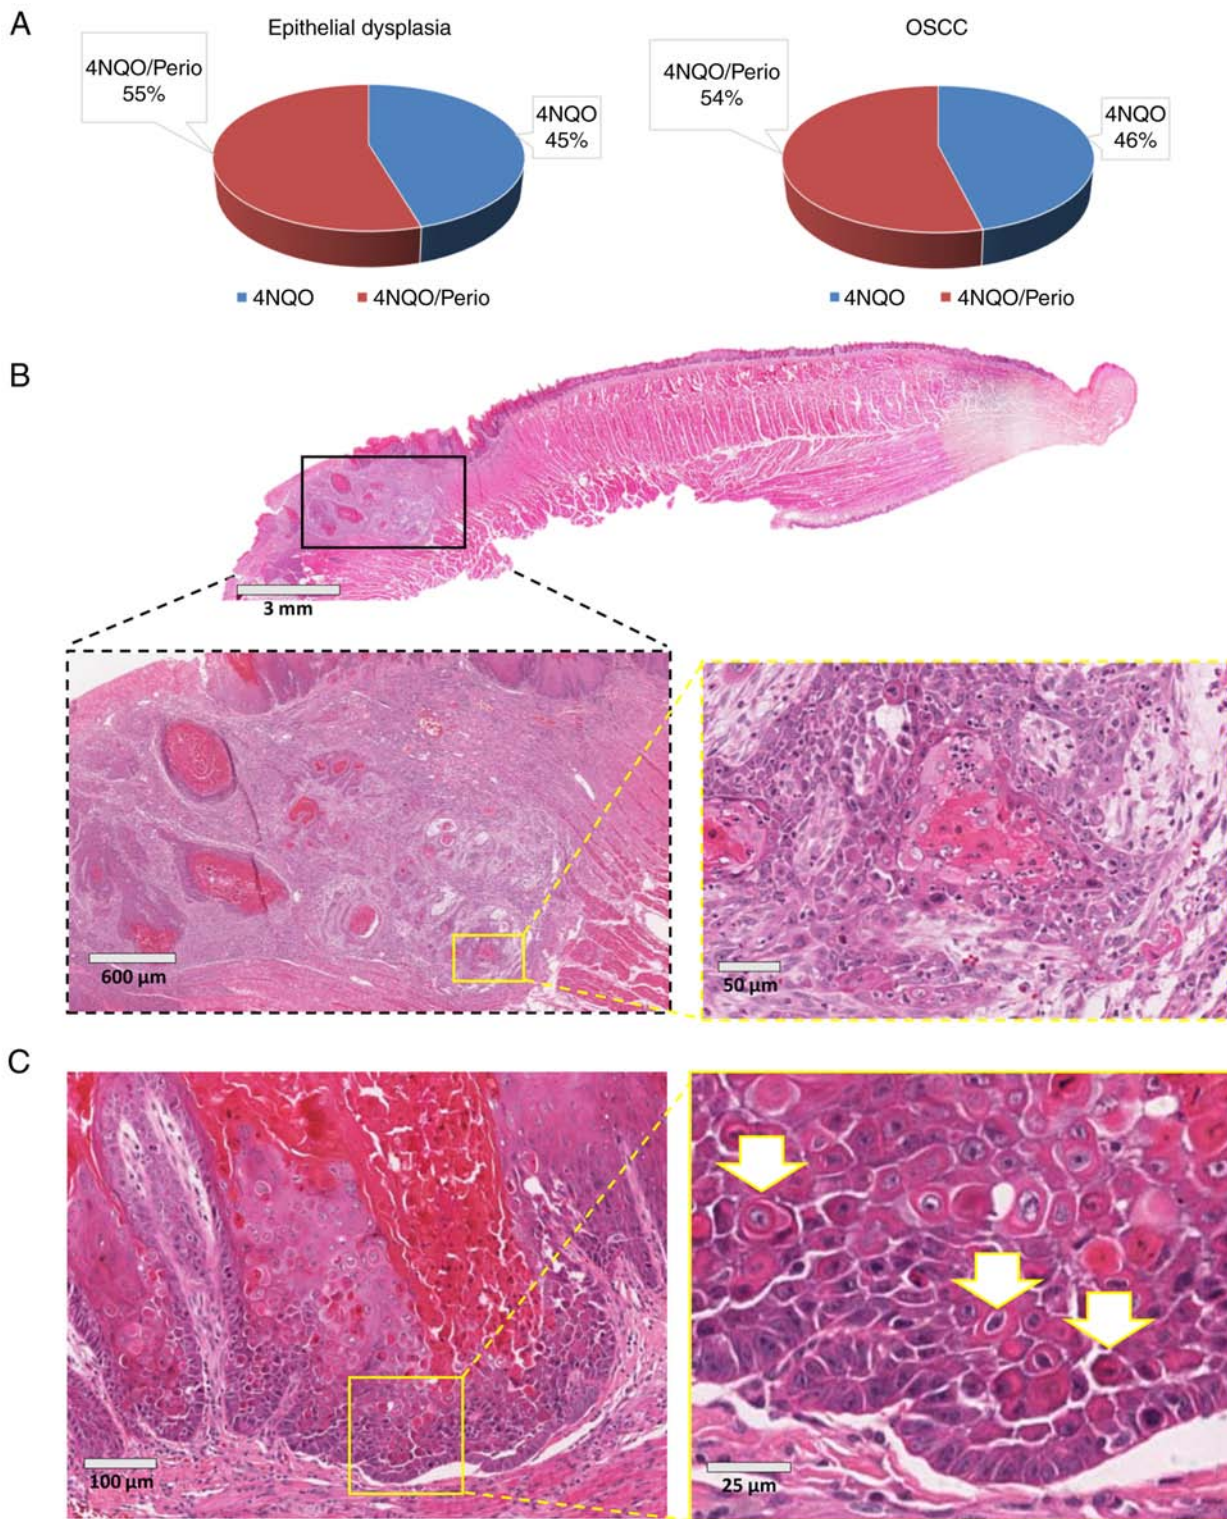 A
Epithelial dysplasia
OSCC
4NQO/Perio
55%
4NQO
45%
4NQO/Perio
54%
4NQO
46%
4NQO
4NQO/Perio
4NQO
4NQO/Perio
B
3 mm
600 µm
50 µm
C
100 µm
25 µm